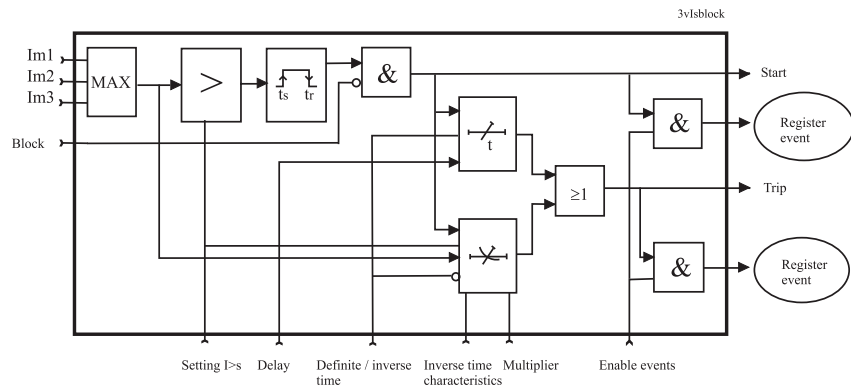 3vIsblock
Im1
Im2
Im3
MAX
>
ts tr
&
Start
Block
t
&
Register
event
≥1
Trip
&
Register
event
Setting I>s
Delay
Definite / inverse
time
Inverse time
characteristics
Multiplier
Enable events